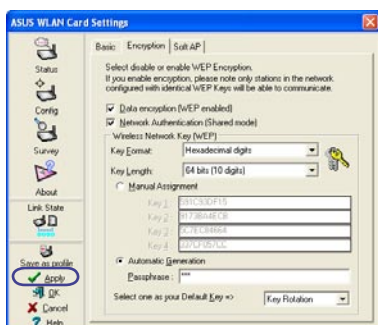 ASUS WLAN Card Settings
Status
Config
Survey
About
Link State
Save as profile
Apply
OK
Cancel
Help
Basic Encryption Soft AP
Select disable or enable WEP Encryption.
If you enable encryption, please note only stations in the network
configured with identical WEP Keys will be able to communicate.
Data encryption (WEP enabled)
Network Authentication (Shared mode)
Wireless Network Key (WEP)
Key Format: Hexadecimal digits
Key Length: 64 bits (10 digits)
Manual Assignment
Key 1:
Key 2:
Key 3:
Key 4:
Automatic Generation
Passphrase : ***
Select one as your Default Key => Key Rotation